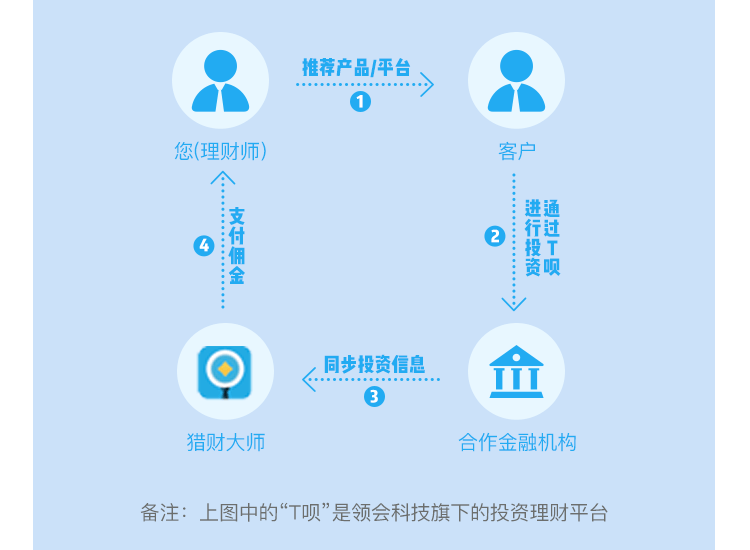 推荐产品/平台
1
您(理财师)
客户
支付佣金
4
2
通过T呗
进行投资
同步投资信息
3
猎财大师
合作金融机构
备注：上图中的“T呗”是领会科技旗下的投资理财平台